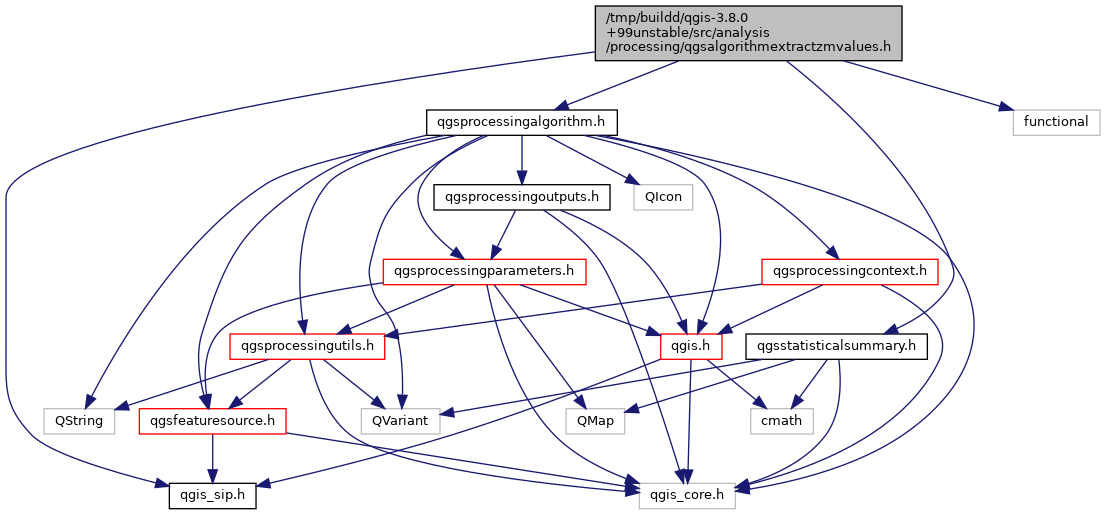 /tmp/buildd/qgis-3.8.0
+99unstable/src/analysis
/processing/qgsalgorithmextractzmvalues.h
qgsprocessingalgorithm.h
functional
qgsprocessingoutputs.h
QIcon
qgsprocessingparameters.h
qgsprocessingcontext.h
qgsprocessingutils.h
qgis.h
qgsstatisticalsummary.h
QString
qgsfeaturesource.h
QVariant
QMap
cmath
qgis_sip.h
qgis_core.h